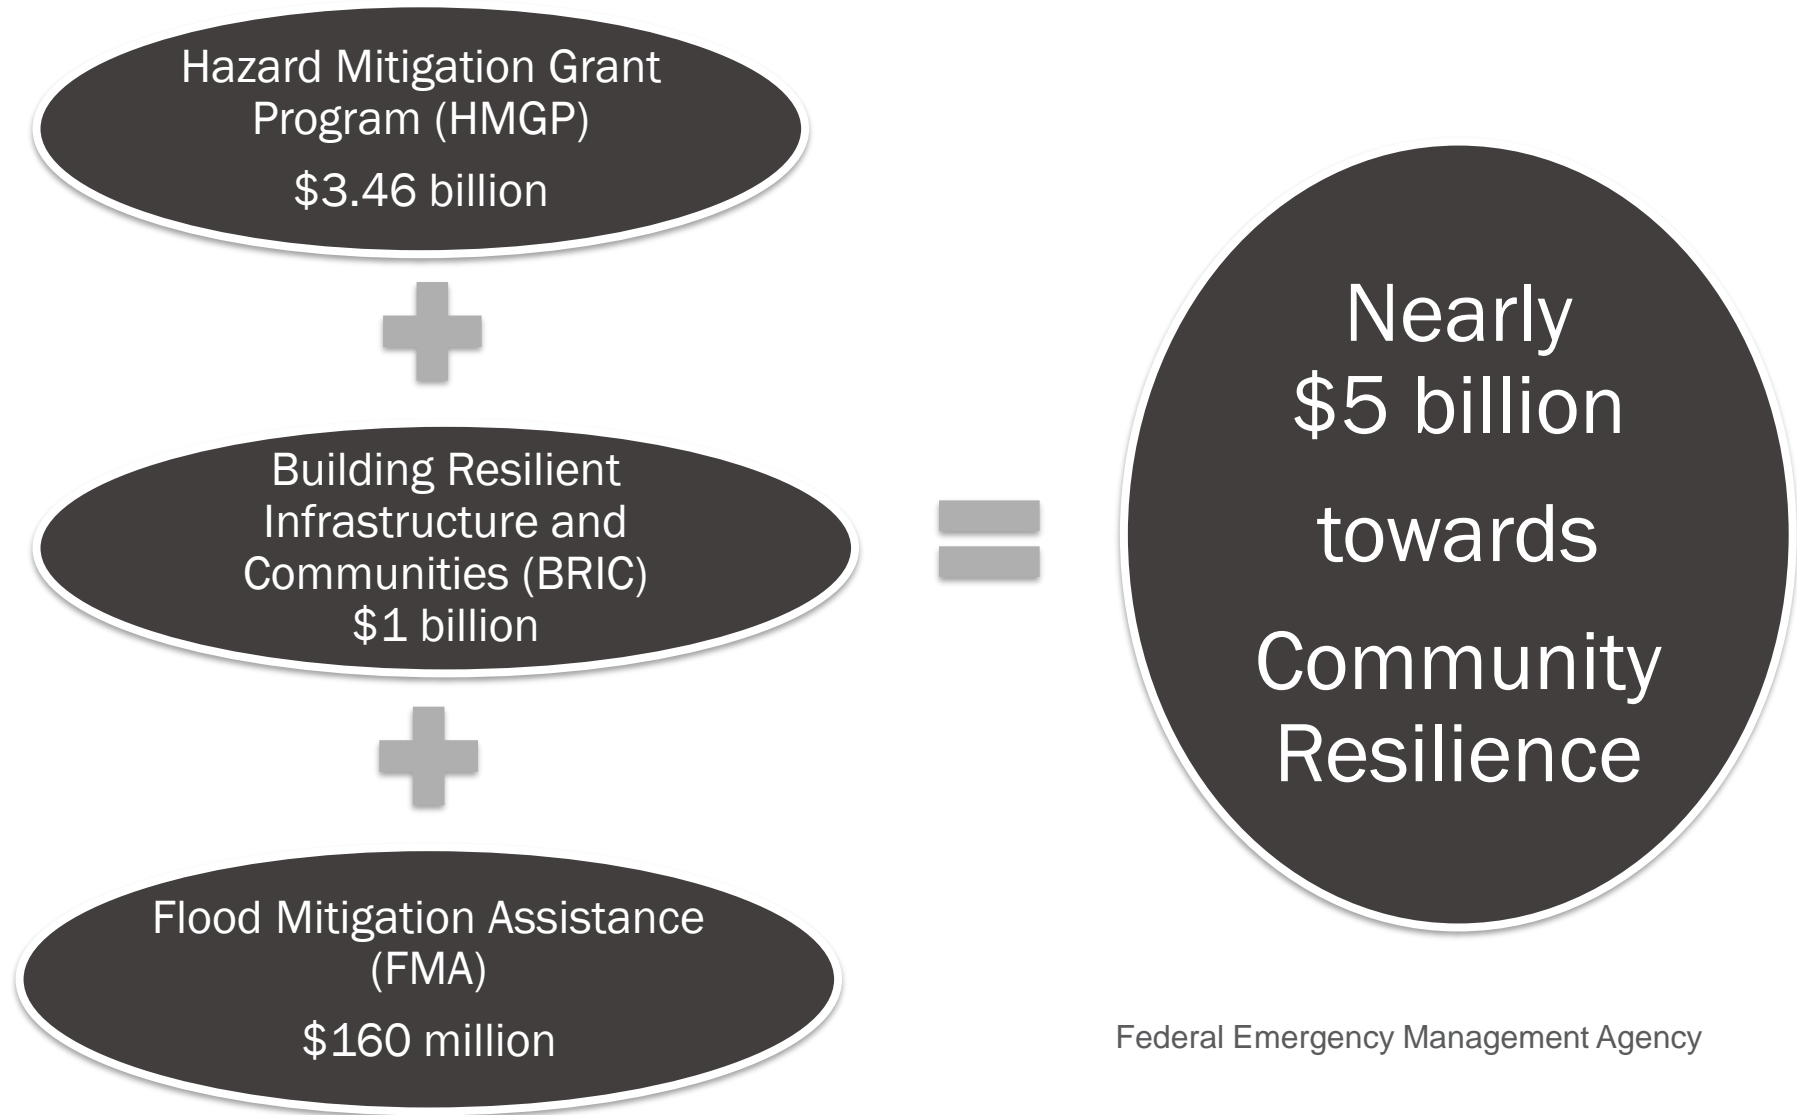 Hazard Mitigation Grant
Program (HMGP)
$3.46 billion
Building Resilient
Infrastructure and
Communities (BRIC)
$1 billion
Flood Mitigation Assistance
(FMA)
$160 million
Nearly
$5 billion
towards
Community
Resilience
Federal Emergency Management Agency